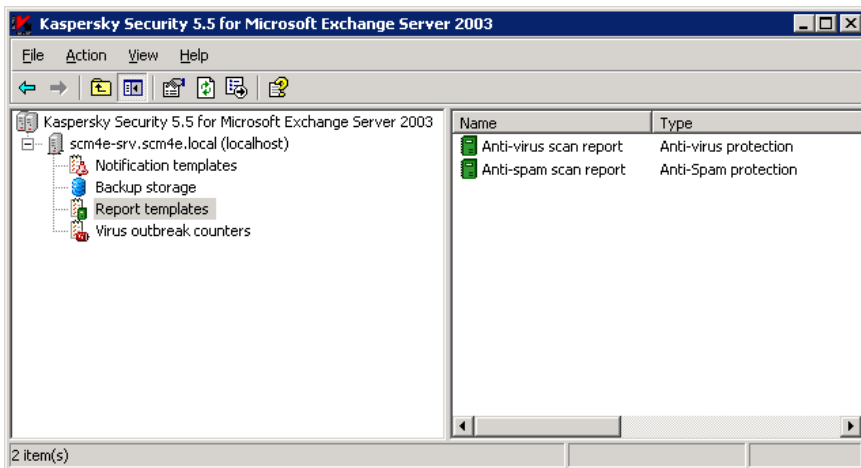 Kaspersky Security 5.5 for Microsoft Exchange Server 2003
File Action View Help
Kaspersky Security 5.5 for Microsoft Exchange Server 2003
scm4e-srv.scm4e.local (localhost)
Notification templates
Backup storage
Report templates
Virus outbreak counters
Name Type
Anti-virus scan report Anti-virus protection
Anti-spam scan report Anti-Spam protection
2 item(s)